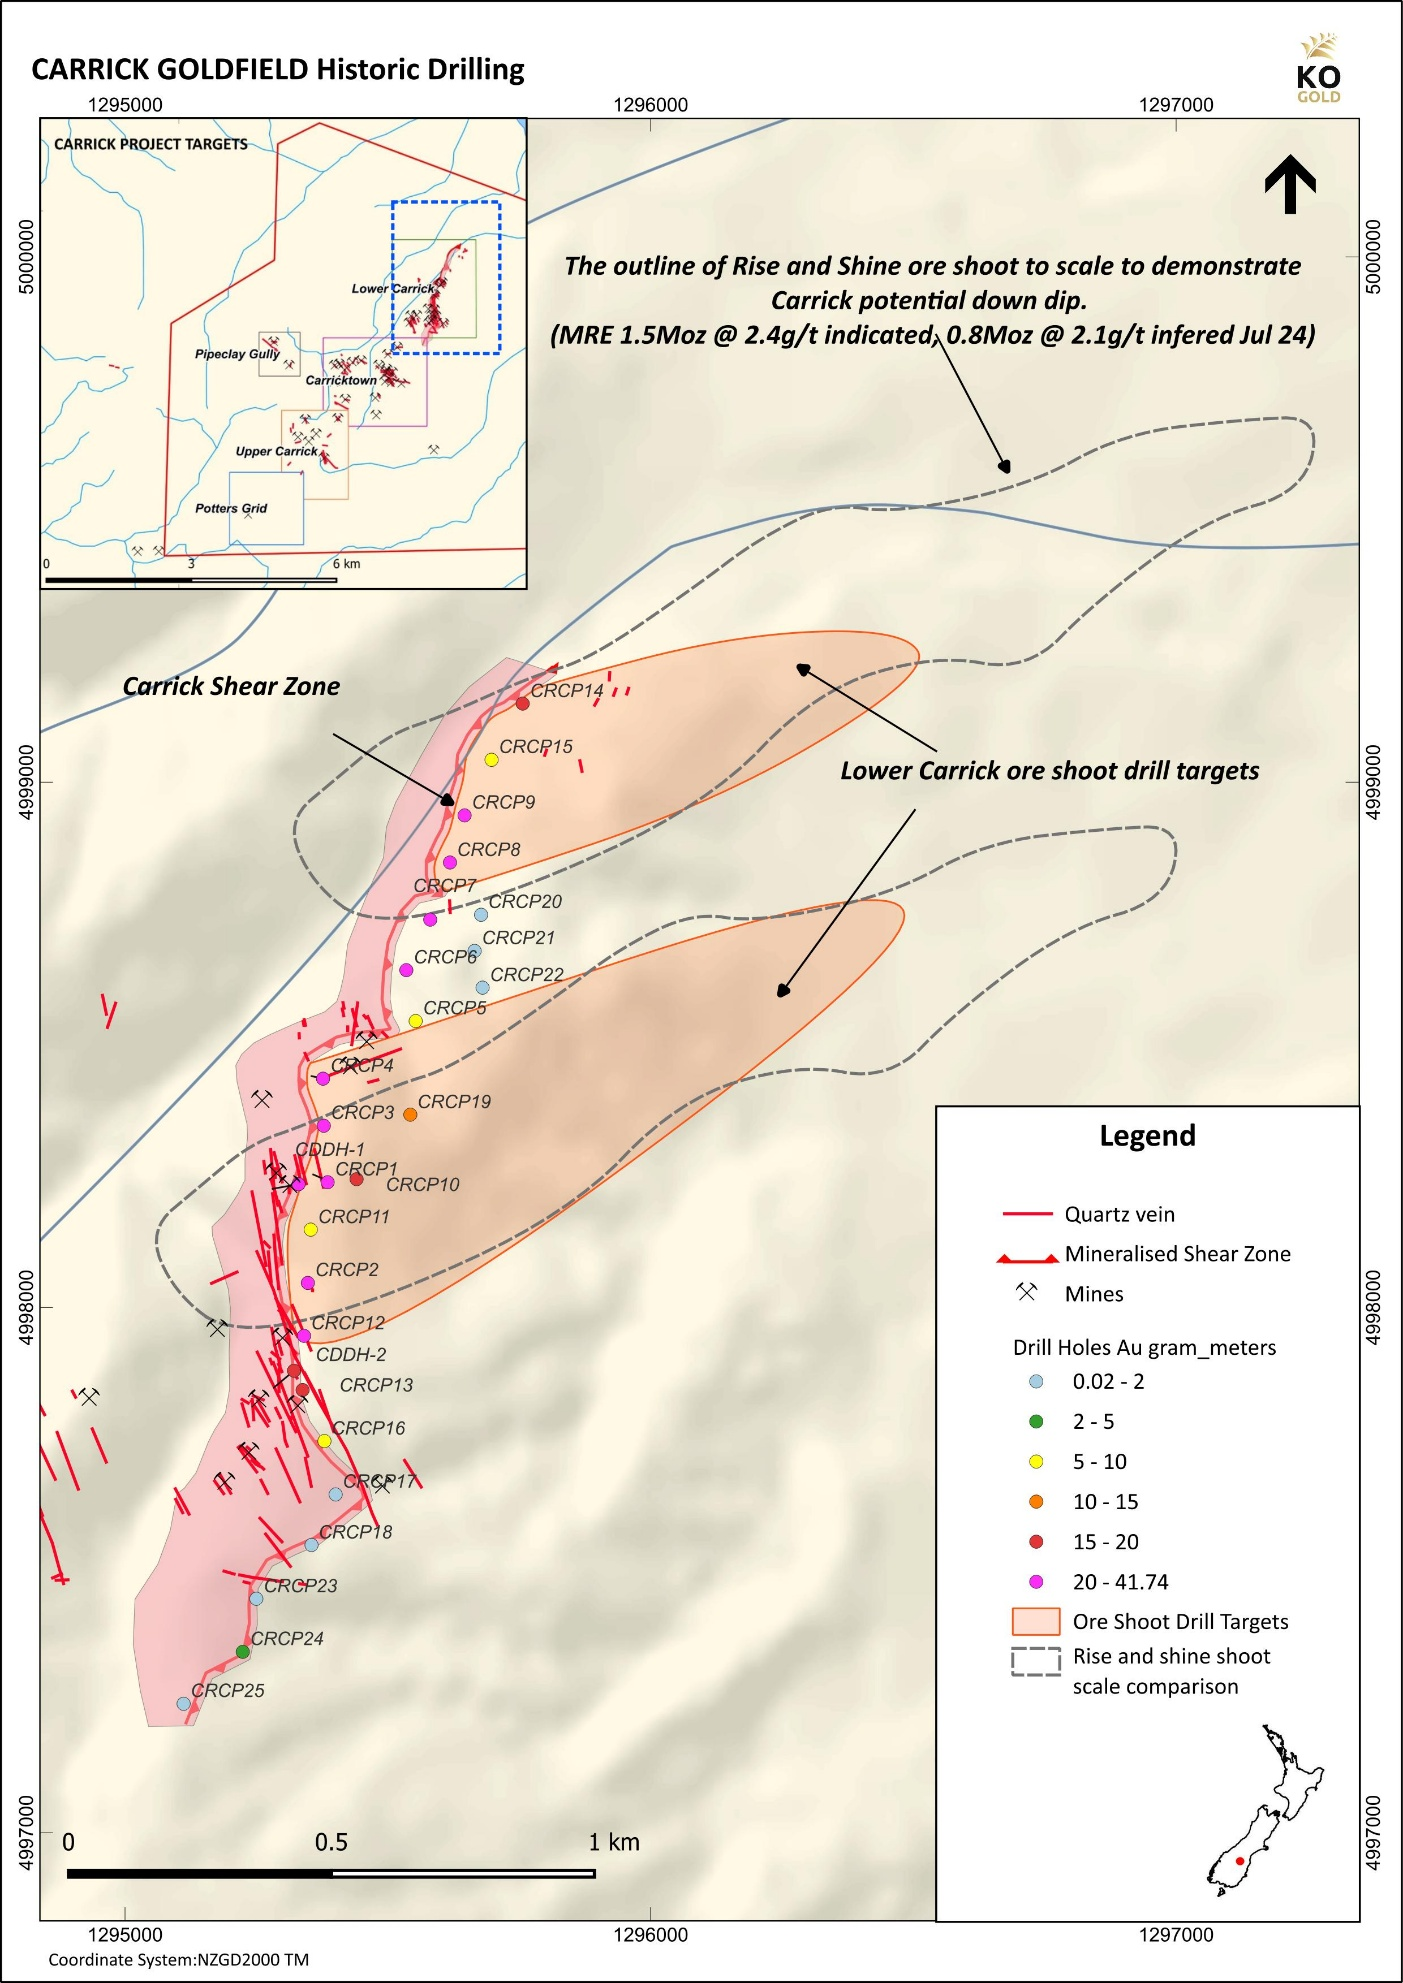 CARRICK GOLDFIELD Historic Drilling
KO
GOLD
1295000
1296000
1297000
CARRICK PROJECT TARGETS
Lower Carrick
Pipeclay Gully
Carricktown
Upper Carrick
Potters Grid
0
3
6 km
The outline of Rise and Shine ore shoot to scale to demonstrate
Carrick potential down dip.
(MRE 1.5Moz @ 2.4g/t indicated, 0.8Moz @ 2.1g/t infered Jul 24)
5000000
5000000
Carrick Shear Zone
CRCP14
CRCP15
Lower Carrick ore shoot drill targets
4999000
4999000
CRCP9
CRCP8
CRCP7
CRCP20
CRCP21
CRCP6
CRCP22
CRCP5
CRCP4
CRCP19
CRCP3
CDDH-1
CRCP1
CRCP10
CRCP11
CRCP2
4998000
4998000
CRCP12
CDDH-2
CRCP13
CRCP16
CRCP17
CRCP18
CRCP23
CRCP24
CRCP25
Legend
Quartz vein
Mineralised Shear Zone
Mines
Drill Holes Au gram_meters
0.02 - 2
2 - 5
5 - 10
10 - 15
15 - 20
20 - 41.74
Ore Shoot Drill Targets
Rise and shine shoot
scale comparison
4997000
4997000
0
0.5
1 km
1295000
1296000
1297000
Coordinate System:NZGD2000 TM